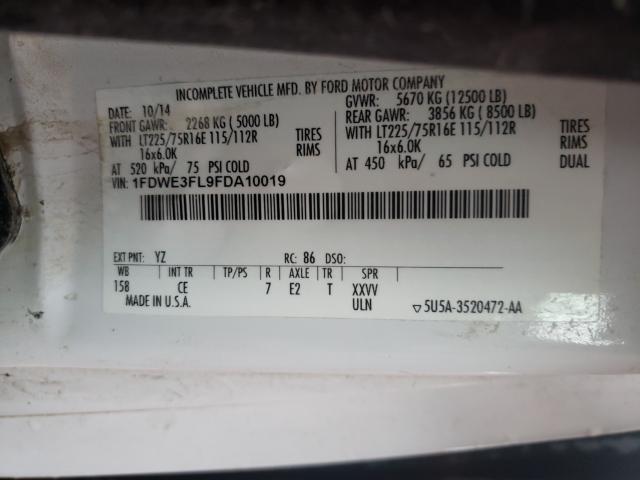 INCOMPLETE VEHICLE MFD. BY FORD MOTOR COMPANY
DATE: 10/14 GVWR: 5670 KG (12500 LB)
FRONT GAWR: 2268 KG (5000 LB) REAR GAWR: 3856 KG (8500 LB)
WITH LT225/75R16E 115/112R TIRES WITH LT225/75R16E 115/112R TIRES
16x6.0K RIMS 16x6.0K RIMS
AT 520 kPa/ 75 PSI COLD AT 450 kPa/ 65 PSI COLD DUAL
VIN: 1FDWE3FL9FDA10019
EXT PNT: YZ RC: 86 DSO:
WB INT TR TP/PS R AXLE TR SPR
158 CE 7 E2 T XXVV
MADE IN U.S.A. ULN ▽5U5A-3520472-AA